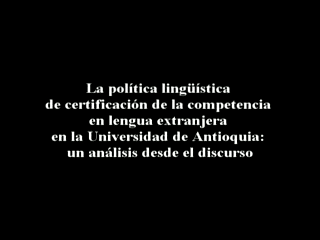 La política lingüística
de certificación de la competencia
en lengua extranjera
en la Universidad de Antioquia:
un análisis desde el discurso